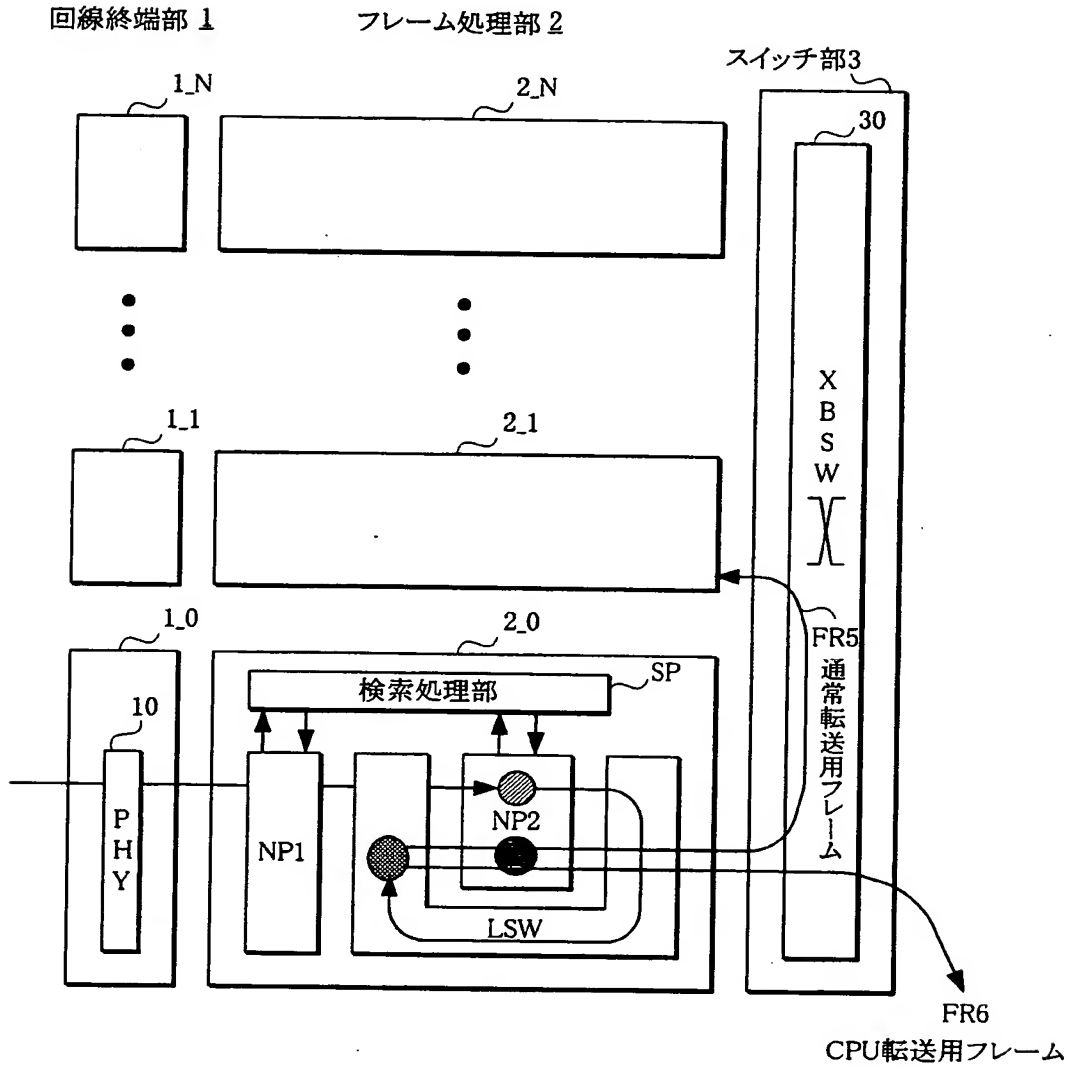 回線終端部 1
フレーム処理部 2
スイッチ部3
1_N
2_N
30
XBSW
1_1
2_1
1_0
2_0
FR5
通常転送用フレーム
検索処理部
SP
10
PHY
NP1
NP2
LSW
FR6
CPU転送用フレーム